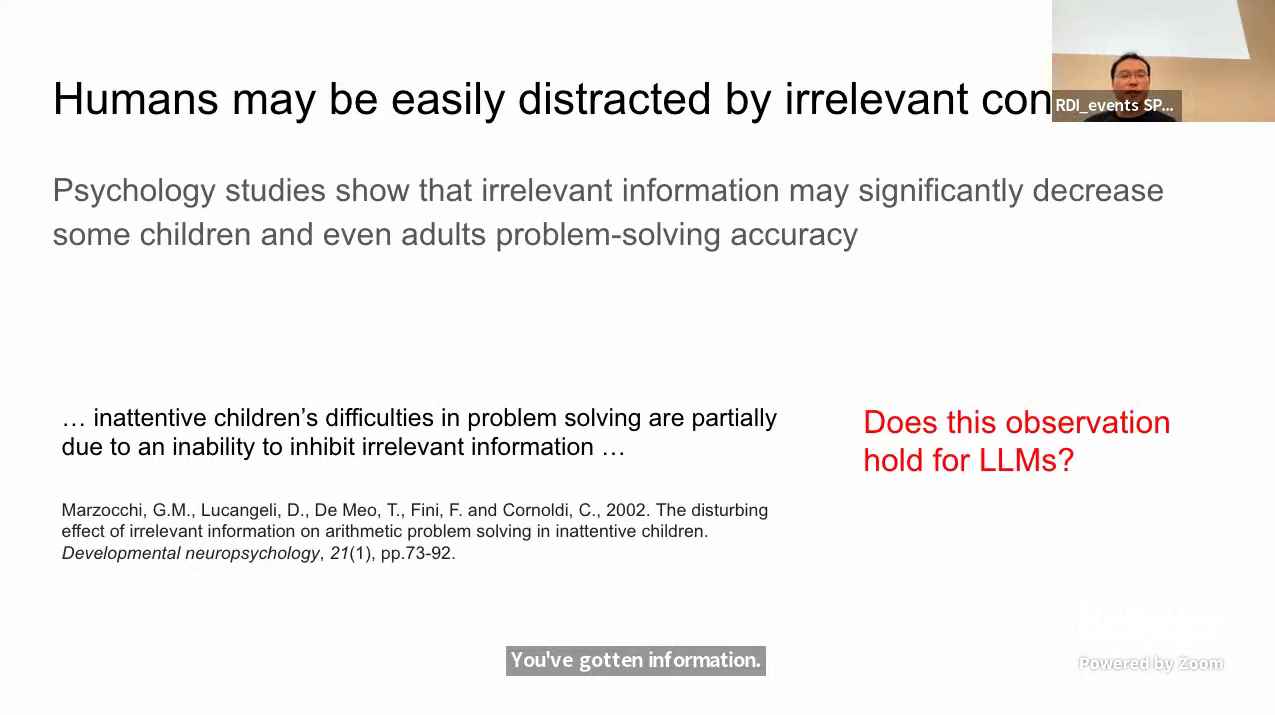 Humans may be easily distracted by irrelevant con
RDI_events SP...
Psychology studies show that irrelevant information may significantly decrease
some children and even adults problem-solving accuracy
… inattentive children’s difficulties in problem solving are partially
due to an inability to inhibit irrelevant information …
Does this observation
hold for LLMs?
Marzocchi, G.M., Lucangeli, D., De Meo, T., Fini, F. and Cornoldi, C., 2002. The disturbing
effect of irrelevant information on arithmetic problem solving in inattentive children.
Developmental neuropsychology, 21(1), pp.73-92.
You've gotten information.
Powered by Zoom